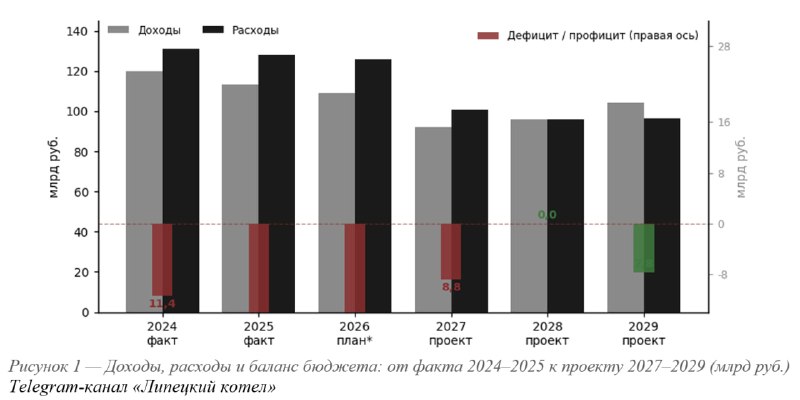 Доходы
Расходы
Дефицит / профицит (правая ось)
млрд руб.
140
120
100
80
60
40
20
0
28
16
8
0
-8
млрд руб.
11,4
8,8
0,0
2024
факт
2025
факт
2026
план*
2027
проект
2028
проект
2029
проект
Рисунок 1 — Доходы, расходы и баланс бюджета: от факта 2024–2025 к проекту 2027–2029 (млрд руб.)
Telegram-канал «Липецкий котел»